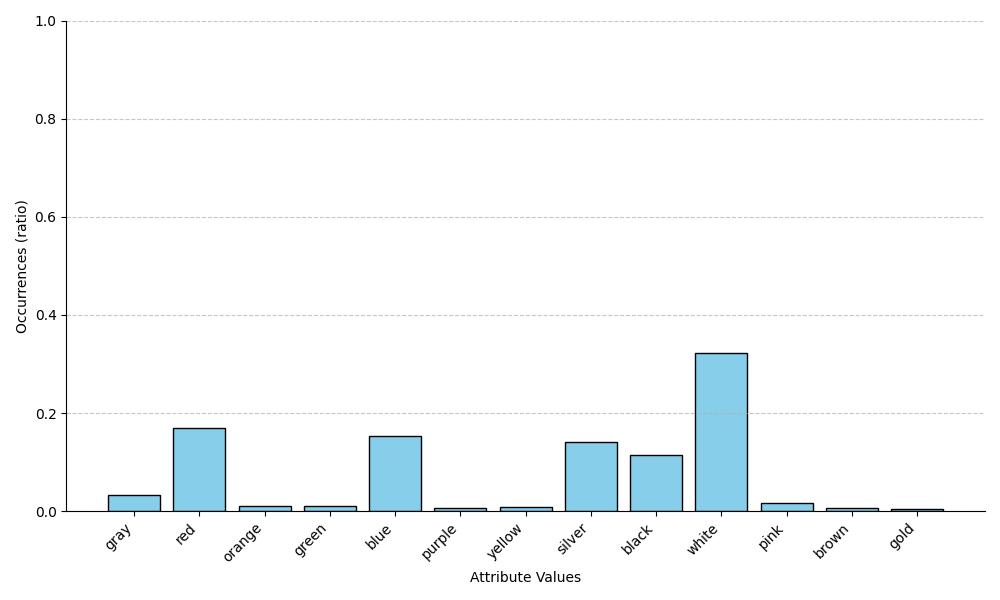 1.0
0.8
0.6
0.4
0.2
0.0
Occurrences (ratio)
gray
red
orange
green
blue
purple
yellow
silver
black
white
pink
brown
gold
Attribute Values